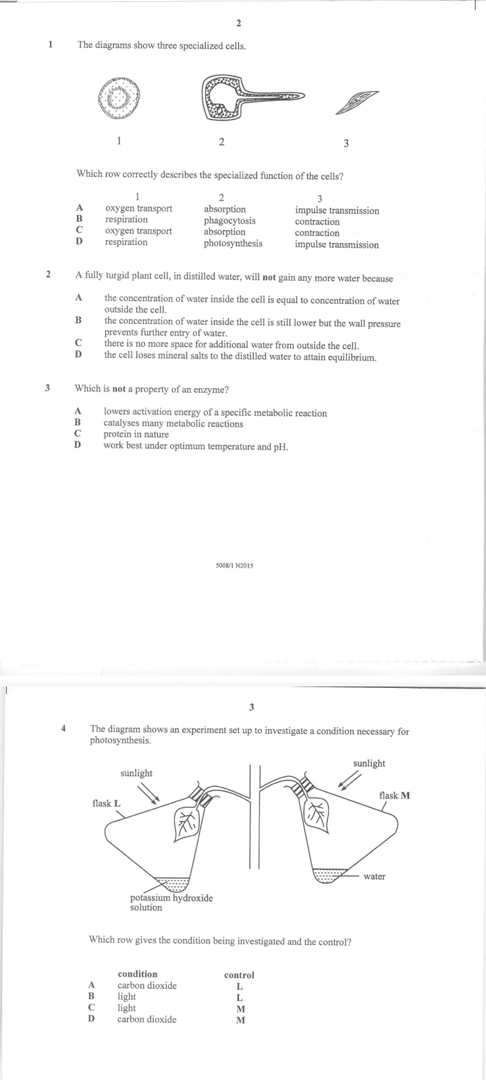 2
1 The diagrams show three specialized cells.
1 2 3
Which row correctly describes the specialized function of the cells?
1 2 3
A oxygen transport absorption impulse transmission
B respiration phagocytosis contraction
C oxygen transport absorption contraction
D respiration photosynthesis impulse transmission
2 A fully turgid plant cell, in distilled water, will not gain any more water because
A the concentration of water inside the cell is equal to concentration of water
outside the cell.
B the concentration of water inside the cell is still lower but the wall pressure
prevents further entry of water.
C there is no more space for additional water from outside the cell.
D the cell loses mineral salts to the distilled water to attain equilibrium.
3 Which is not a property of an enzyme?
A lowers activation energy of a specific metabolic reaction
B catalyses many metabolic reactions
C protein in nature
D work best under optimum temperature and pH.
5008/1 N2015
3
4 The diagram shows an experiment set up to investigate a condition necessary for
photosynthesis.
sunlight
sunlight
flask L
flask M
water
potassium hydroxide
solution
Which row gives the condition being investigated and the control?
condition control
A carbon dioxide L
B light L
C light M
D carbon dioxide M